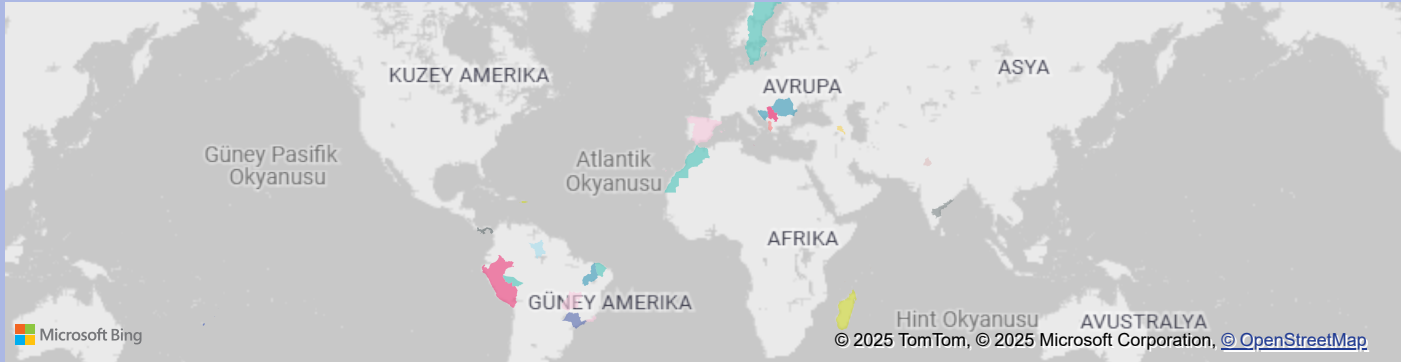 KUZEY AMERIKA
AVRUPA
ASYA
Güney Pasifik
Okyanusu
Atlantik
Okyanusu
AFRIKA
GÜNEY AMERIKA
Hint Okyanusu
AVUSTRALYA
Microsoft Bing
© 2025 TomTom, © 2025 Microsoft Corporation, © OpenStreetMap